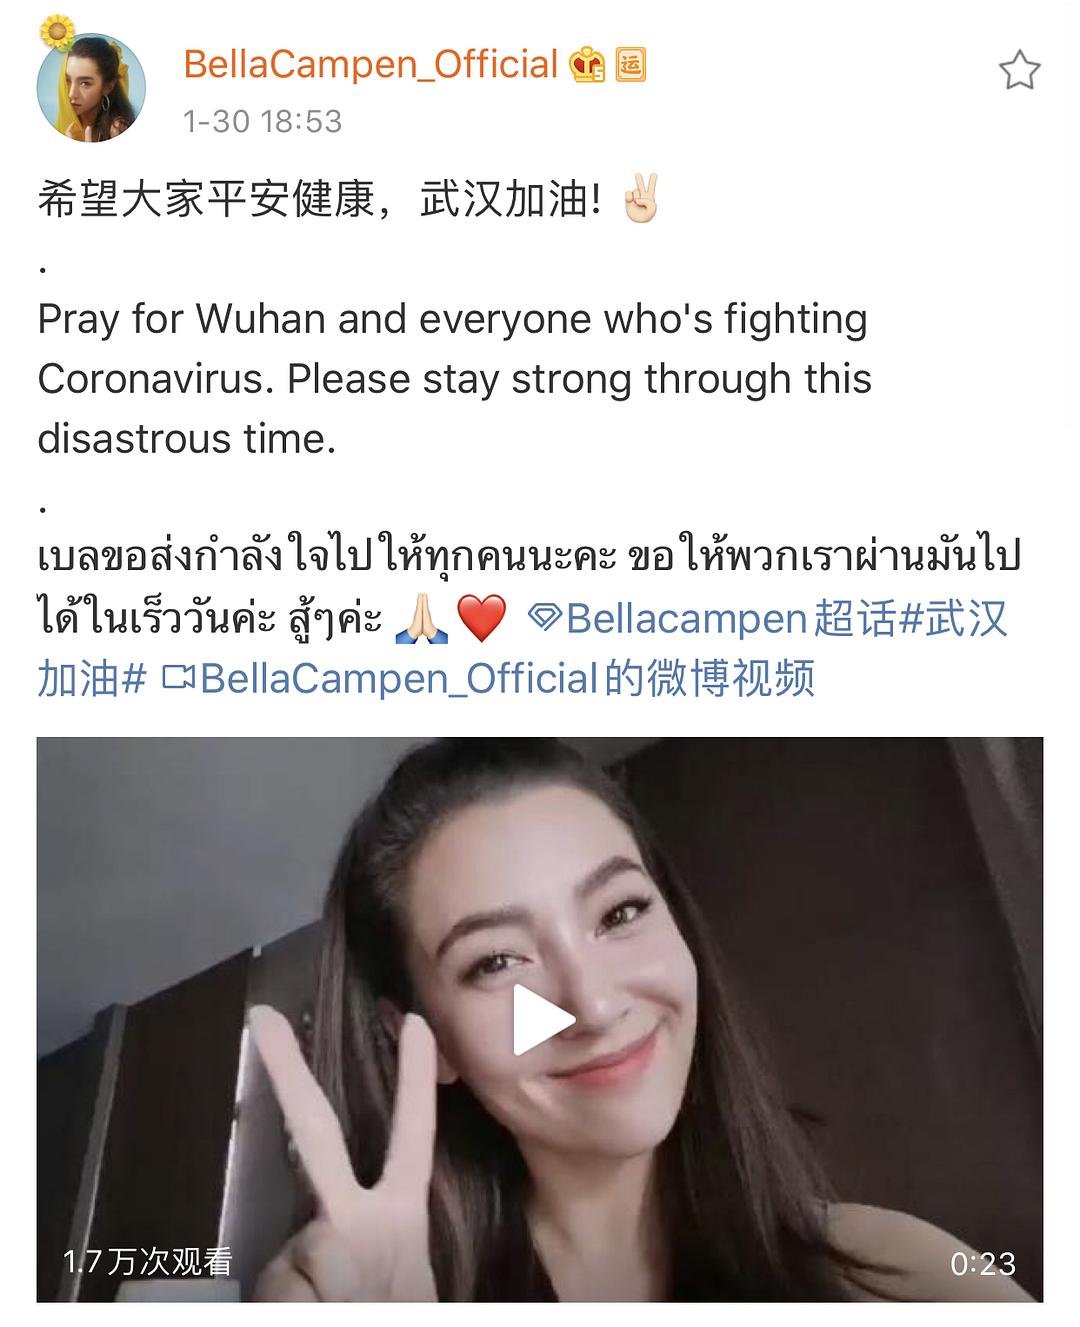 BellaCampen_Official 5 运
1-30 18:53
希望大家平安健康，武汉加油! ✌🏻
.
Pray for Wuhan and everyone who's fighting
Coronavirus. Please stay strong through this
disastrous time.
.
เบลขอส่งกำลังใจไปให้ทุกคนนะคะ ขอให้พวกเราผ่านมันไป
ได้ในเร็ววันค่ะ สู้ๆค่ะ 🙏🏻❤️ Bellacampen超话#武汉
加油# BellaCampen_Official的微博视频
1.7万次观看
0:23